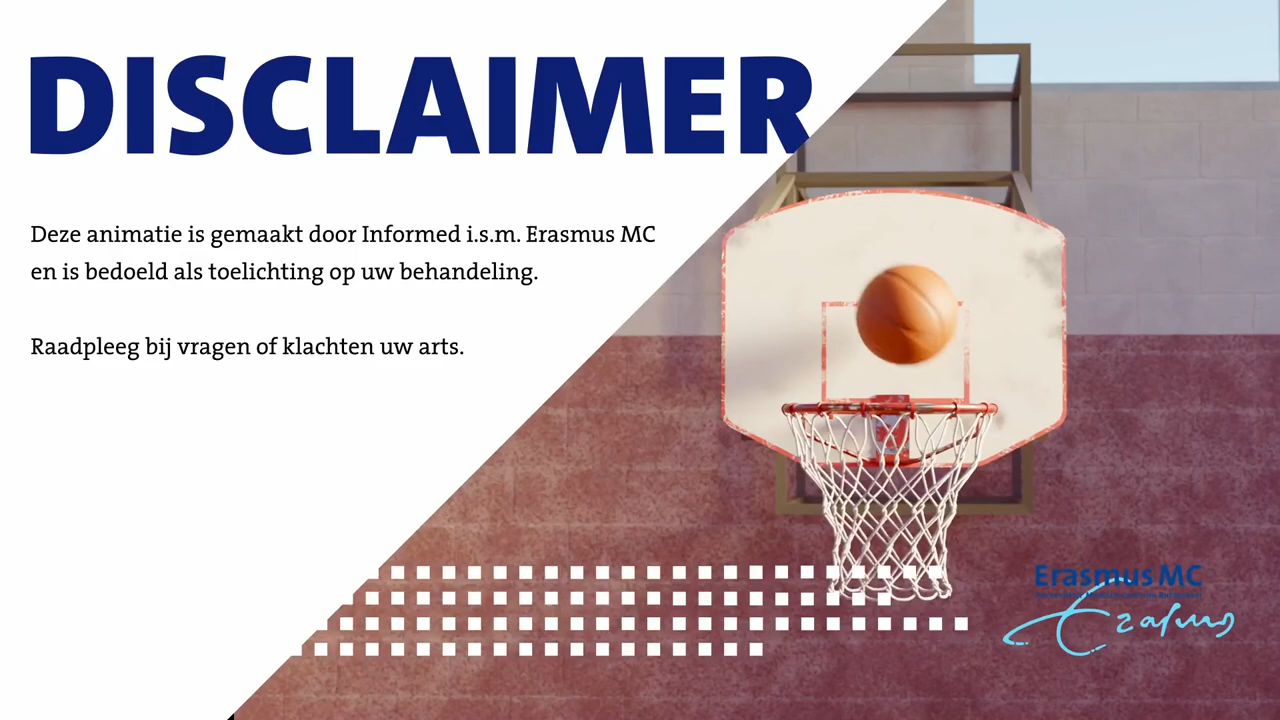 DISCLAIMER
Deze animatie is gemaakt door Informed i.s.m. Erasmus MC
en is bedoeld als toelichting op uw behandeling.
Raadpleeg bij vragen of klachten uw arts.
Erasmus MC
Erasmus